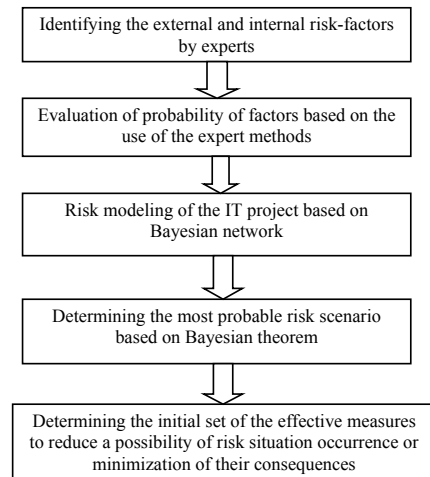 Identifying the external and internal risk-factors
by experts
Evaluation of probability of factors based on the
use of the expert methods
Risk modeling of the IT project based on
Bayesian network
Determining the most probable risk scenario
based on Bayesian theorem
Determining the initial set of the effective measures
to reduce a possibility of risk situation occurrence or
minimization of their consequences